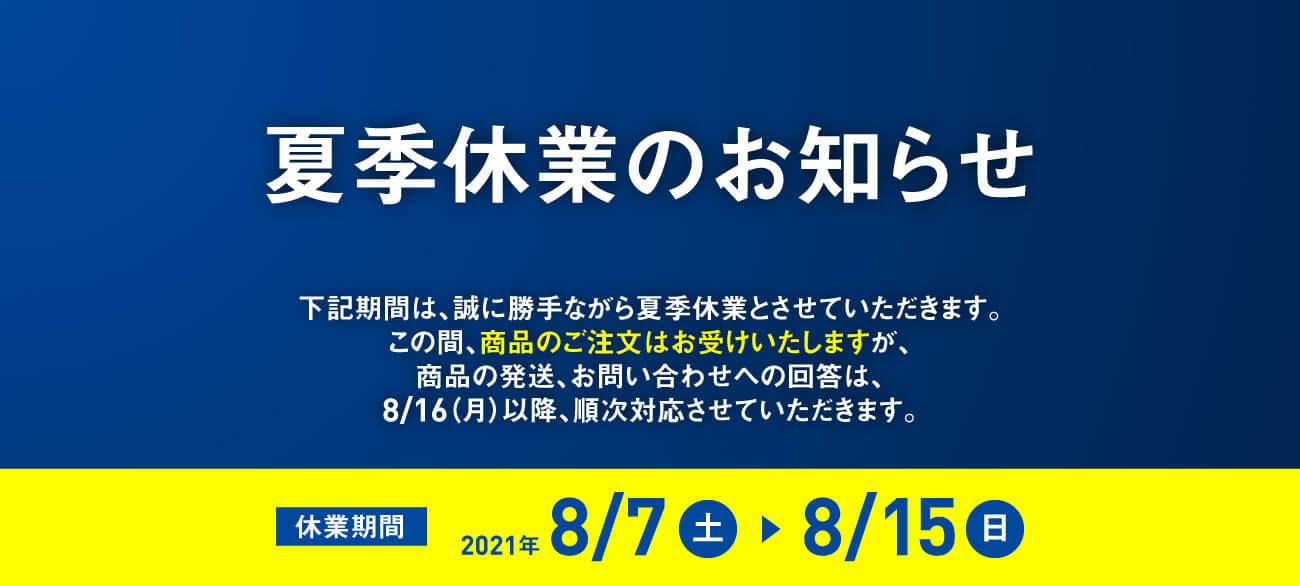 夏季休業のお知らせ
下記期間は、誠に勝手ながら夏季休業とさせていただきます。
この間、商品のご注文はお受けいたしますが、
商品の発送、お問い合わせへの回答は、
8/16（月）以降、順次対応させていただきます。
休業期間 2021年 8/7 土 ▶ 8/15 日